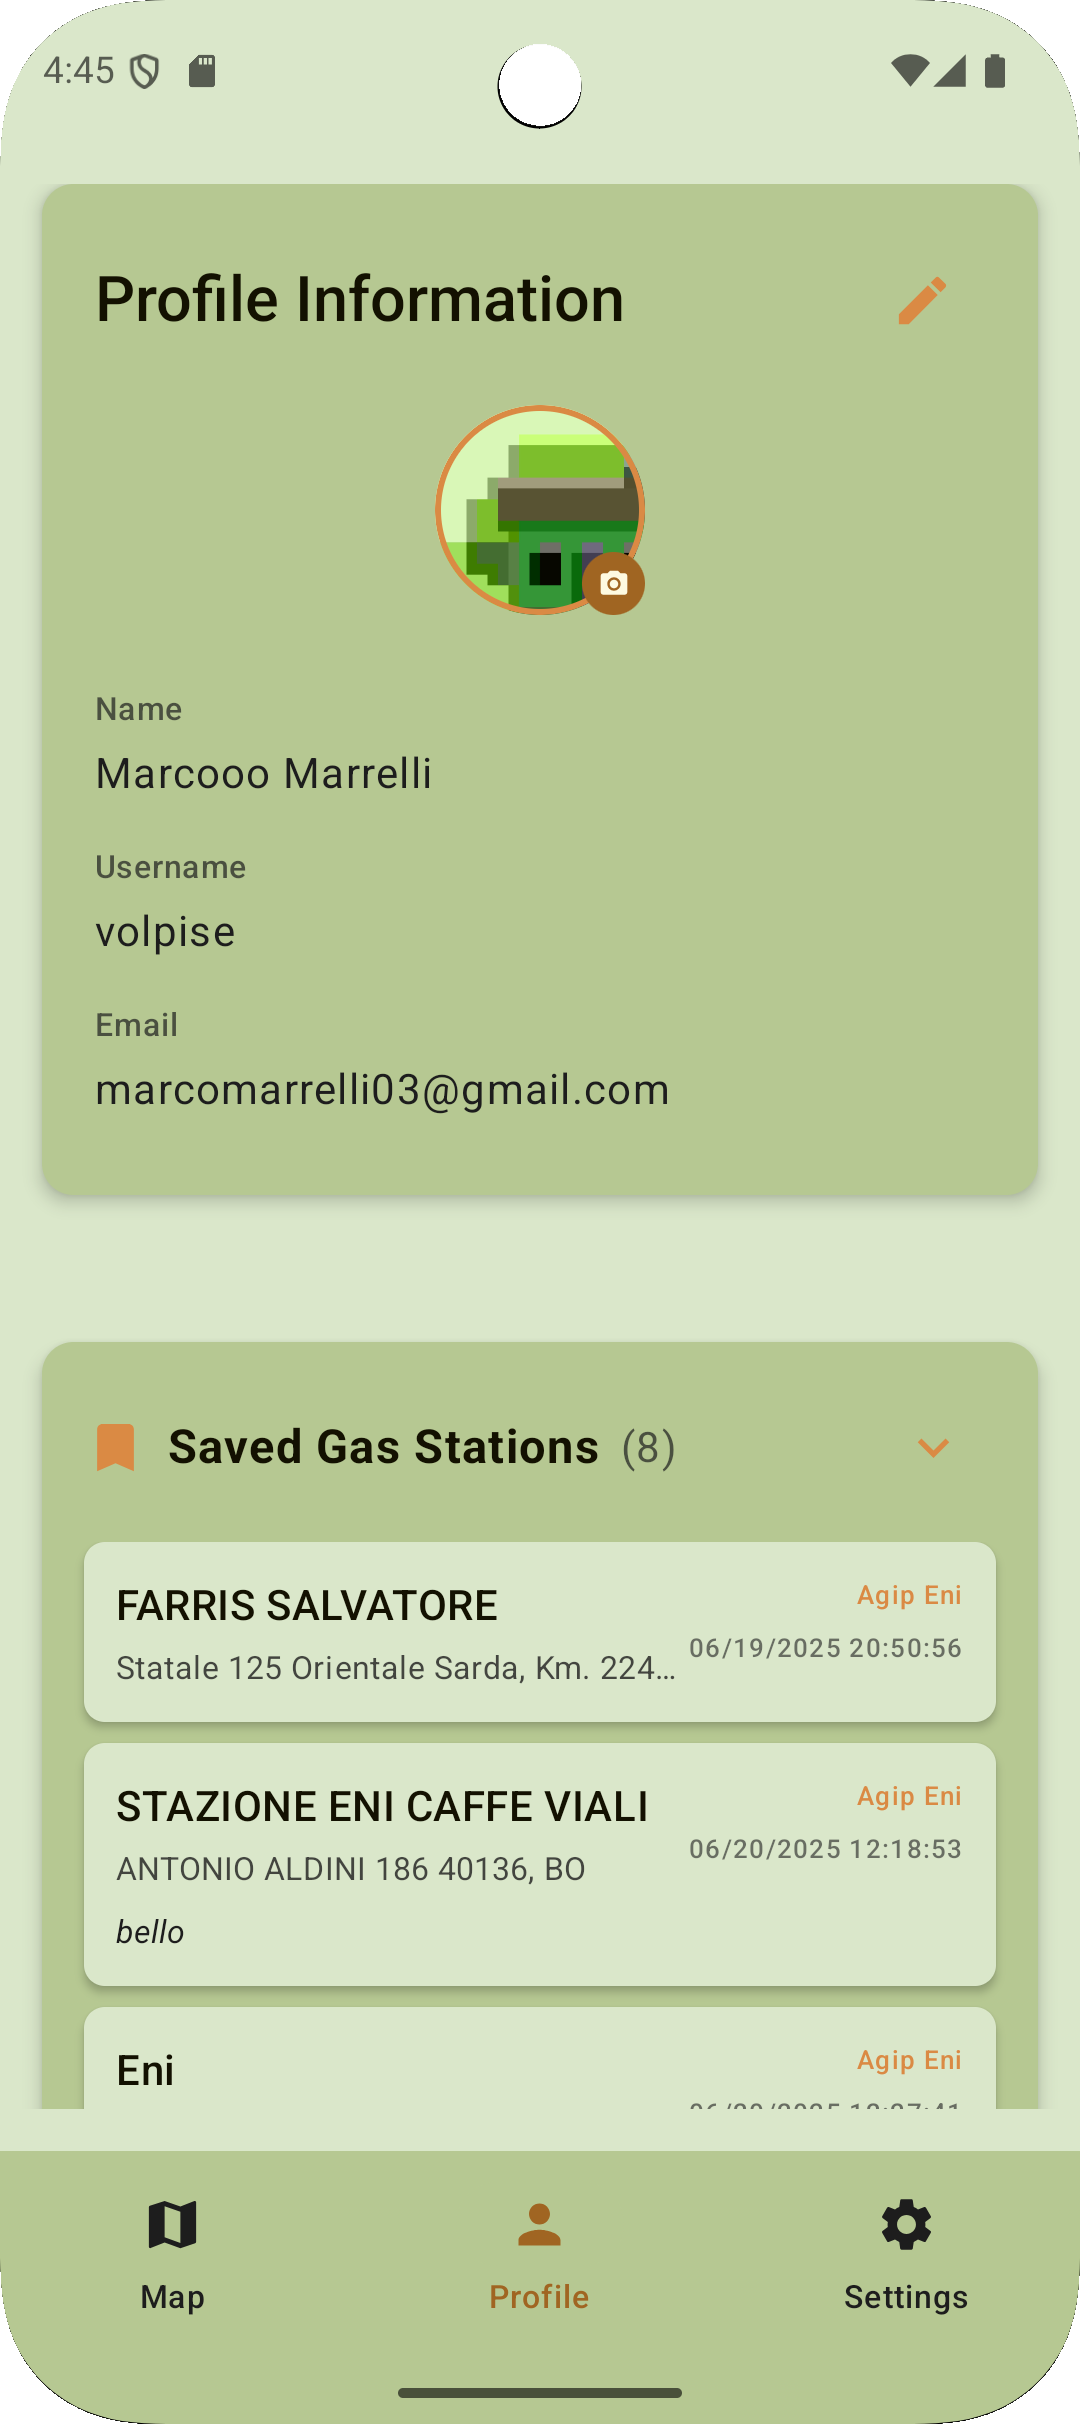 4:45
Profile Information
Name
Marcooo Marrelli
Username
volpise
Email
marcomarrelli03@gmail.com
Saved Gas Stations (8)
FARRIS SALVATORE
Agip Eni
Statale 125 Orientale Sarda, Km. 224...
06/19/2025 20:50:56
STAZIONE ENI CAFFE VIALI
Agip Eni
ANTONIO ALDINI 186 40136, BO
06/20/2025 12:18:53
bello
Eni
Agip Eni
Map
Profile
Settings